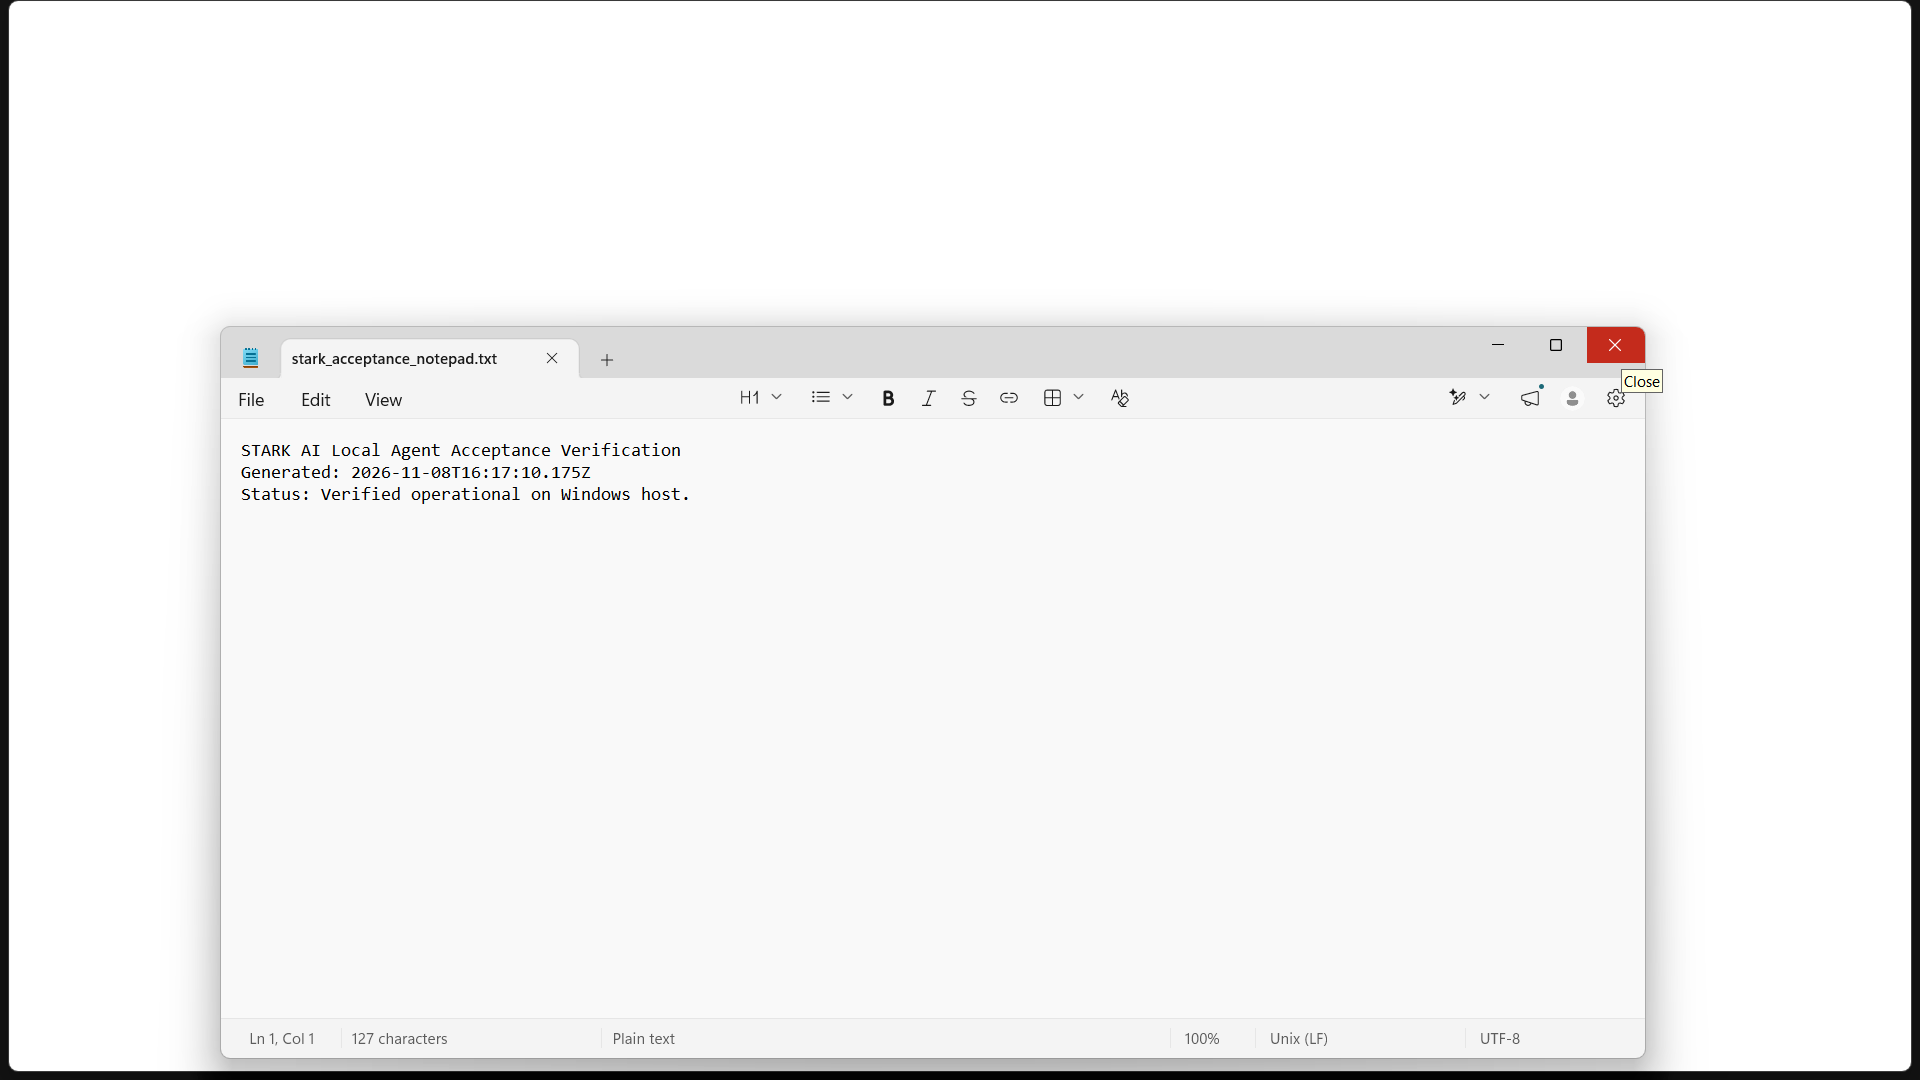 stark_acceptance_notepad.txt
Close
File Edit View H1 B I S Ab
STARK AI Local Agent Acceptance Verification
Generated: 2026-11-08T16:17:10.175Z
Status: Verified operational on Windows host.
Ln 1, Col 1 127 characters Plain text 100% Unix (LF) UTF-8